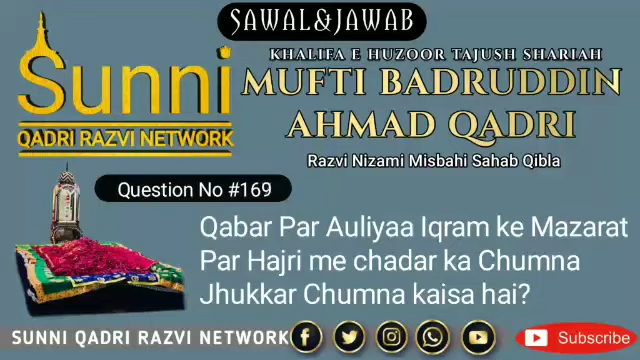 SAWAL&JAWAB
KHALIFA E HUZOOR TAJUSH SHARIAH
Sunni
MUFTI BADRUDDIN
QADRI RAZVI NETWORK
AHMAD QADRI
Razvi Nizami Misbahi Sahab Qibla
Question No #169
Qabar Par Auliyaa Iqram ke Mazarat
Par Hajri me chadar ka Chumna
Jhukkar Chumna kaisa hai?
SUNNI QADRI RAZVI NETWORK
Subscribe